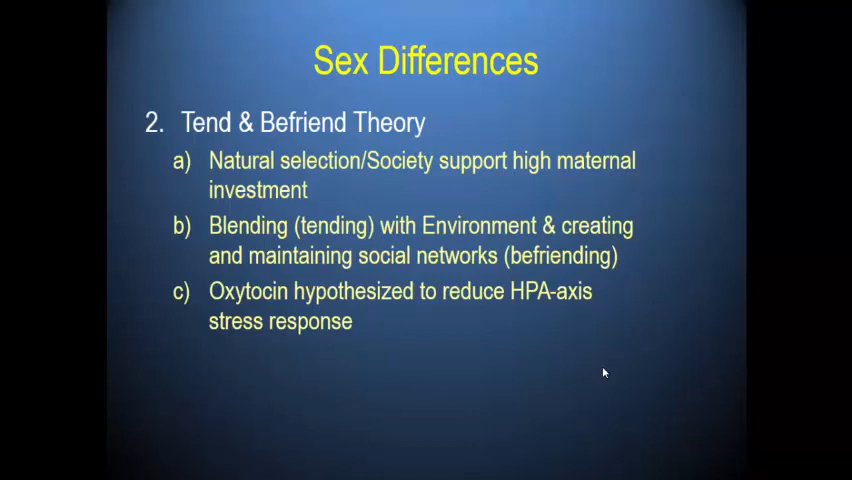 Sex Differences
2. Tend & Befriend Theory
a) Natural selection/Society support high maternal
investment
b) Blending (tending) with Environment & creating
and maintaining social networks (befriending)
c) Oxytocin hypothesized to reduce HPA-axis
stress response